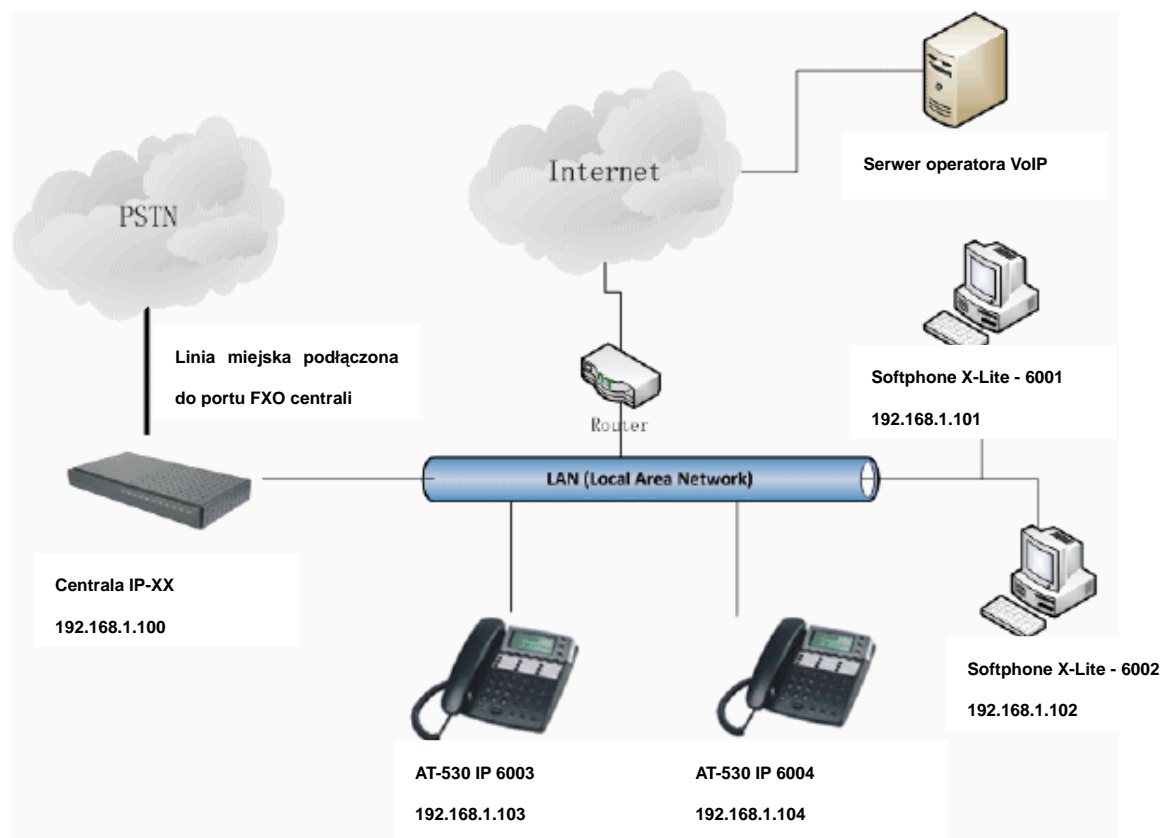 Serwer operatora VoIP
Internet
PSTN
Linia miejska podłączona
do portu FXO centrali
Router
Softphone X-Lite - 6001
192.168.1.101
LAN (Local Area Network)
Centrala IP-XX
192.168.1.100
Softphone X-Lite - 6002
192.168.1.102
AT-530 IP 6003
192.168.1.103
AT-530 IP 6004
192.168.1.104